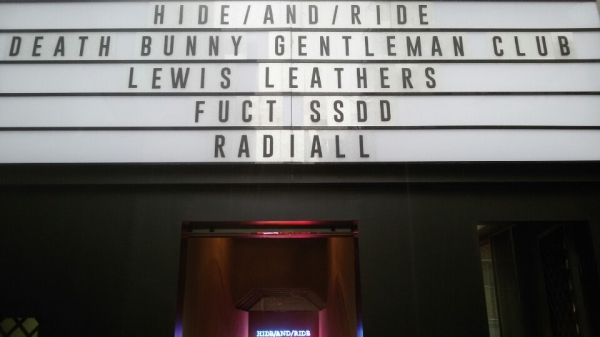 HIDE/AND/RIDE
DEATH BUNNY GENTLEMAN CLUB
LEWIS LEATHERS
FUCT SSDD
RADIALL
HIDE/AND/RIDE